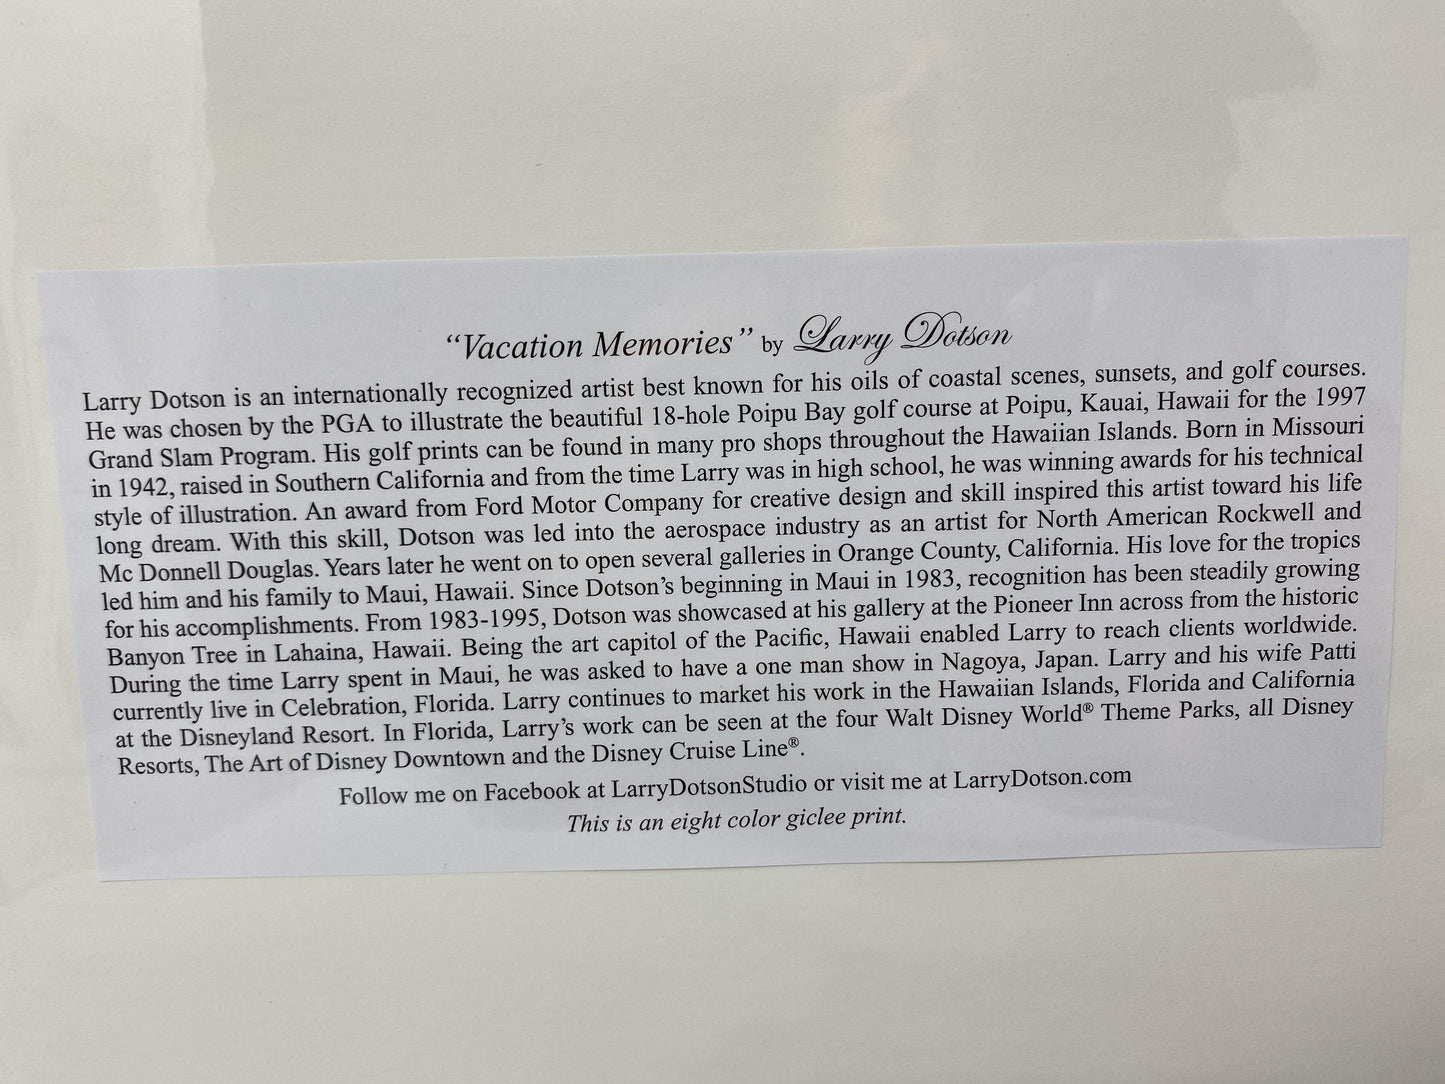 “Vacation Memories” by Larry Dotson
Larry Dotson is an internationally recognized artist best known for his oils of coastal scenes, sunsets, and golf courses.
He was chosen by the PGA to illustrate the beautiful 18-hole Poipu Bay golf course at Poipu, Kauai, Hawaii for the 1997
Grand Slam Program. His golf prints can be found in many pro shops throughout the Hawaiian Islands. Born in Missouri
in 1942, raised in Southern California and from the time Larry was in high school, he was winning awards for his technical
style of illustration. An award from Ford Motor Company for creative design and skill inspired this artist toward his life
long dream. With this skill, Dotson was led into the aerospace industry as an artist for North American Rockwell and
Mc Donnell Douglas. Years later he went on to open several galleries in Orange County, California. His love for the tropics
led him and his family to Maui, Hawaii. Since Dotson’s beginning in Maui in 1983, recognition has been steadily growing
for his accomplishments. From 1983-1995, Dotson was showcased at his gallery at the Pioneer Inn across from the historic
Banyon Tree in Lahaina, Hawaii. Being the art capitol of the Pacific, Hawaii enabled Larry to reach clients worldwide.
During the time Larry spent in Maui, he was asked to have a one man show in Nagoya, Japan. Larry and his wife Patti
currently live in Celebration, Florida. Larry continues to market his work in the Hawaiian Islands, Florida and California
at the Disneyland Resort. In Florida, Larry’s work can be seen at the four Walt Disney World® Theme Parks, all Disney
Resorts, The Art of Disney Downtown and the Disney Cruise Line®.
Follow me on Facebook at LarryDotsonStudio or visit me at LarryDotson.com
This is an eight color giclee print.